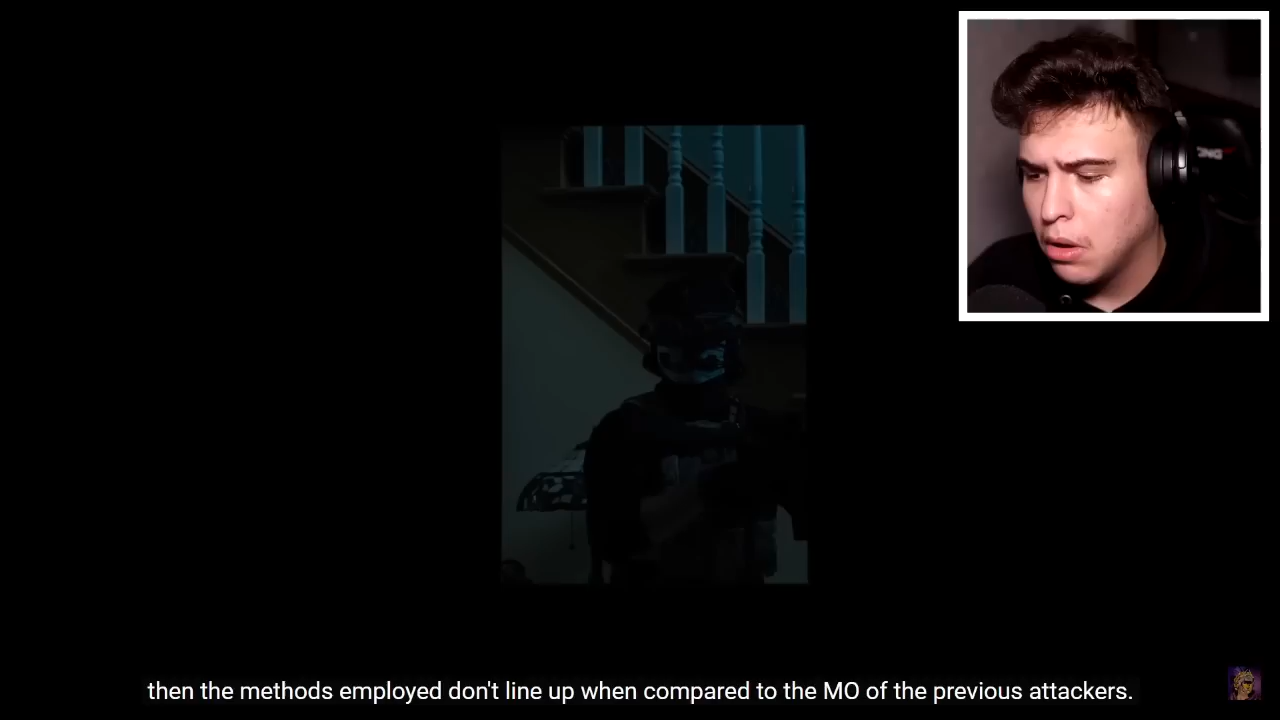 then the methods employed don't line up when compared to the MO of the previous attackers.